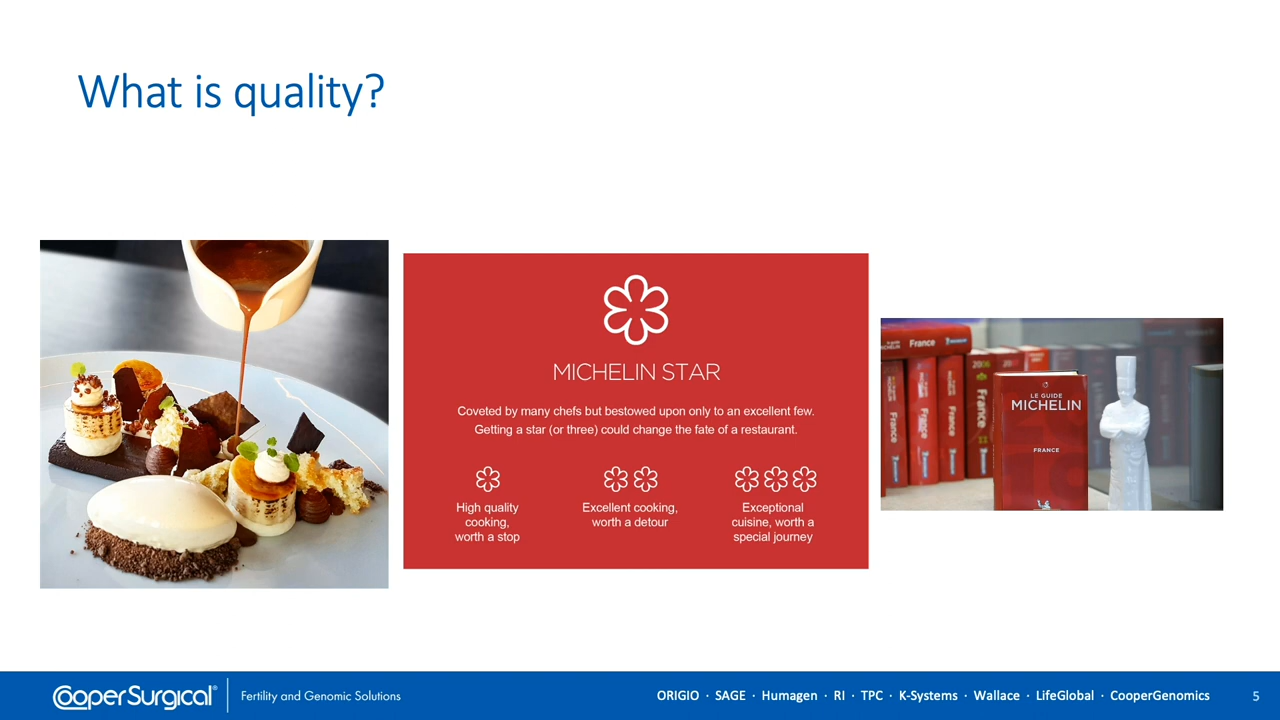 What is quality?
MICHELIN STAR
Coveted by many chefs but bestowed upon only to an excellent few.
Getting a star (or three) could change the fate of a restaurant.
High quality
cooking,
worth a stop
Excellent cooking,
worth a detour
Exceptional
cuisine, worth a
special journey
France
France
France
France
France
LE GUIDE
MICHELIN
FRANCE
CooperSurgical®
Fertility and Genomic Solutions
ORIGIO · SAGE · Humagen · RI · TPC · K-Systems · Wallace · LifeGlobal · CooperGenomics
5